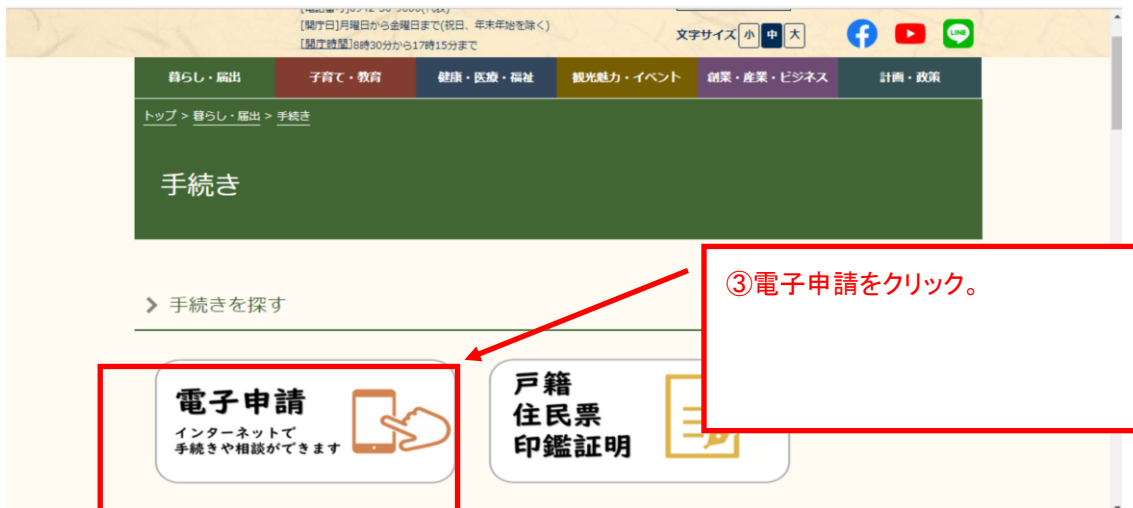 [開庁日]月曜日から金曜日まで(祝日、年末年始を除く)
[開庁時間]8時30分から17時15分まで
文字サイズ 小 中 大
LINE
暮らし・届出 子育て・教育 健康・医療・福祉 観光魅力・イベント 創業・産業・ビジネス 計画・政策
トップ > 暮らし・届出 > 手続き
手続き
③電子申請をクリック。
手続きを探す
電子申請
インターネットで
手続きや相談ができます
戸籍
住民票
印鑑証明